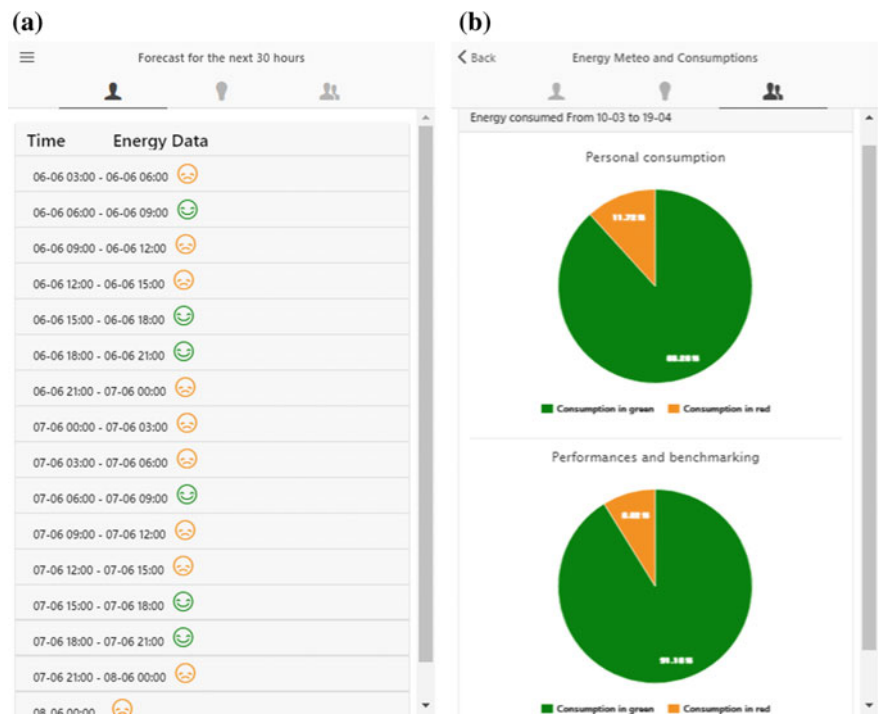 (a)
Forecast for the next 30 hours
Time Energy Data
06-06 03:00 - 06-06 06:00
06-06 06:00 - 06-06 09:00
06-06 09:00 - 06-06 12:00
06-06 12:00 - 06-06 15:00
06-06 15:00 - 06-06 18:00
06-06 18:00 - 06-06 21:00
06-06 21:00 - 07-06 00:00
07-06 00:00 - 07-06 03:00
07-06 03:00 - 07-06 06:00
07-06 06:00 - 07-06 09:00
07-06 09:00 - 07-06 12:00
07-06 12:00 - 07-06 15:00
07-06 15:00 - 07-06 18:00
07-06 18:00 - 07-06 21:00
07-06 21:00 - 08-06 00:00
08-06 00:00
(b)
Back
Energy Meteo and Consumptions
Energy consumed From 10-03 to 19-04
Personal consumption
Consumption in green Consumption in red
Performances and benchmarking
Consumption in green Consumption in red